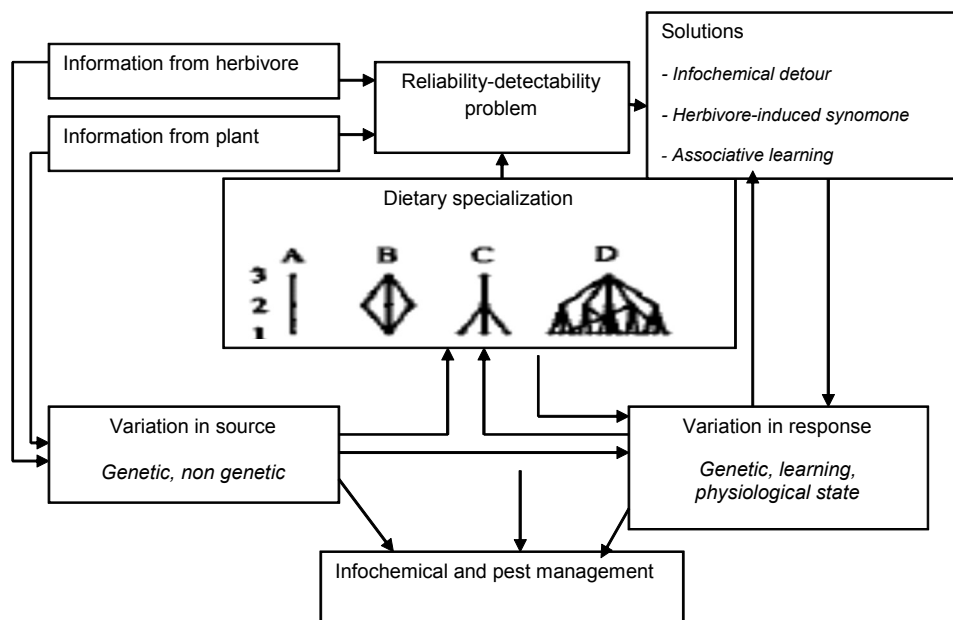 Information from herbivore
Information from plant
Reliability-detectability
problem
Solutions
- Infochemical detour
- Herbivore-induced synomone
- Associative learning
Dietary specialization
A B C D
3
2
1
Variation in source
Genetic, non genetic
Variation in response
Genetic, learning,
physiological state
Infochemical and pest management